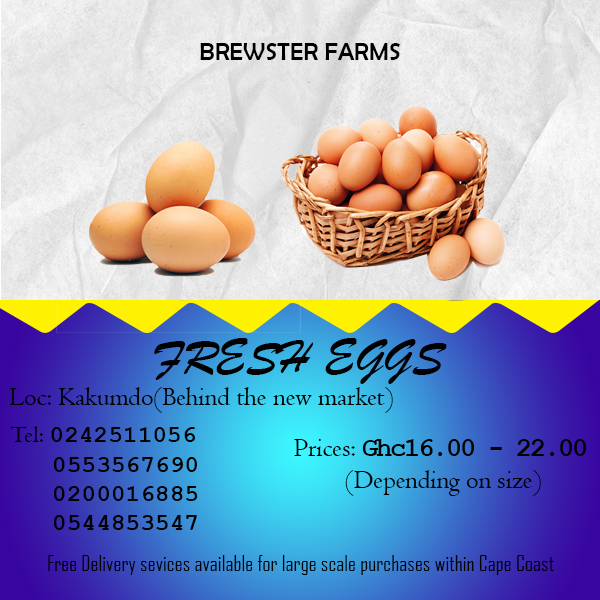 BREWSTER FARMS
FRESH EGGS
Loc: Kakumdo(Behind the new market)
Tel: 0242511056
0553567690
0200016885
0544853547
Prices: Ghc16.00 - 22.00
(Depending on size)
Free Delivery sevices available for large scale purchases within Cape Coast